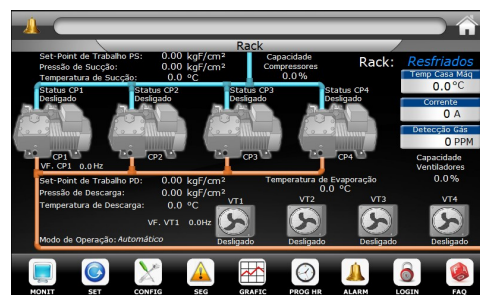 Rack
Set-Point de Trabalho PS: 0.00 kgF/cm²
Pressão de Sucção: 0.00 kgF/cm²
Temperatura de Sucção: 0.0 °C
Capacidade
Compressores
0.0%
Rack: Resfriados
Temp Casa Máq
0.0°C
Corrente
0 A
Detecção Gás
0 PPM
Capacidade
Ventiladores
0.0%
Status CP1
Desligado
Status CP2
Desligado
Status CP3
Desligado
Status CP4
Desligado
CP1
CP2
CP3
CP4
VF. CP1 0.0Hz
Set-Point de Trabalho PD: 0.00 kgF/cm²
Pressão de Descarga: 0.00 kgF/cm²
Temperatura de Descarga: 0.0 °C
Temperatura de Evaporação
0.0 °C
VF. VT1 0.0Hz
VT1
VT2
VT3
VT4
Modo de Operação: Automático
Desligado
Desligado
Desligado
Desligado
MONIT
SET
CONFIG
SEG
GRAFIC
PROG HR
ALARM
LOGIN
FAQ